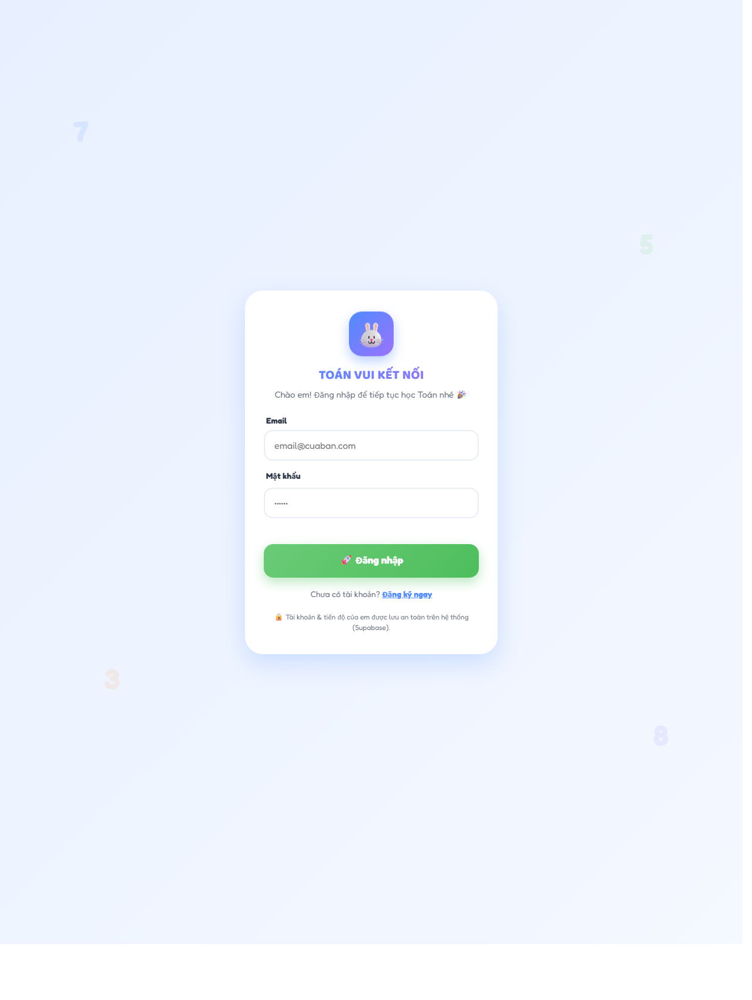 7
5
TOÁN VUI KẾT NỐI
Chào em! Đăng nhập để tiếp tục học Toán nhé 🎉
Email
email@cuaban.com
Mật khẩu
••••••
🚀 Đăng nhập
Chưa có tài khoản? Đăng ký ngay
🔒 Tài khoản & tiến độ của em được lưu an toàn trên hệ thống
(Supabase).
3
8